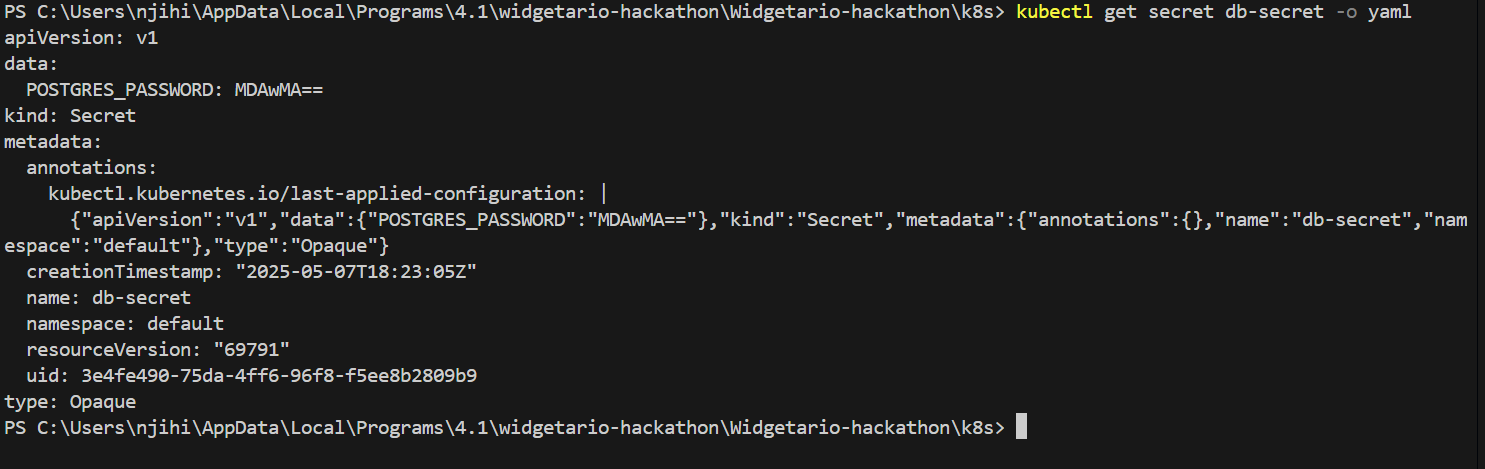 PS C:\Users\njihi\AppData\Local\Programs\4.1\widgetario-hackathon\Widgetario-hackathon\k8s> kubectl get secret db-secret -o yaml
apiVersion: v1
data:
  POSTGRES_PASSWORD: MDAwMA==
kind: Secret
metadata:
  annotations:
    kubectl.kubernetes.io/last-applied-configuration: |
      {"apiVersion":"v1","data":{"POSTGRES_PASSWORD":"MDAwMA=="},"kind":"Secret","metadata":{"annotations":{},"name":"db-secret","nam
espace":"default"},"type":"Opaque"}
  creationTimestamp: "2025-05-07T18:23:05Z"
  name: db-secret
  namespace: default
  resourceVersion: "69791"
  uid: 3e4fe490-75da-4ff6-96f8-f5ee8b2809b9
type: Opaque
PS C:\Users\njihi\AppData\Local\Programs\4.1\widgetario-hackathon\Widgetario-hackathon\k8s>